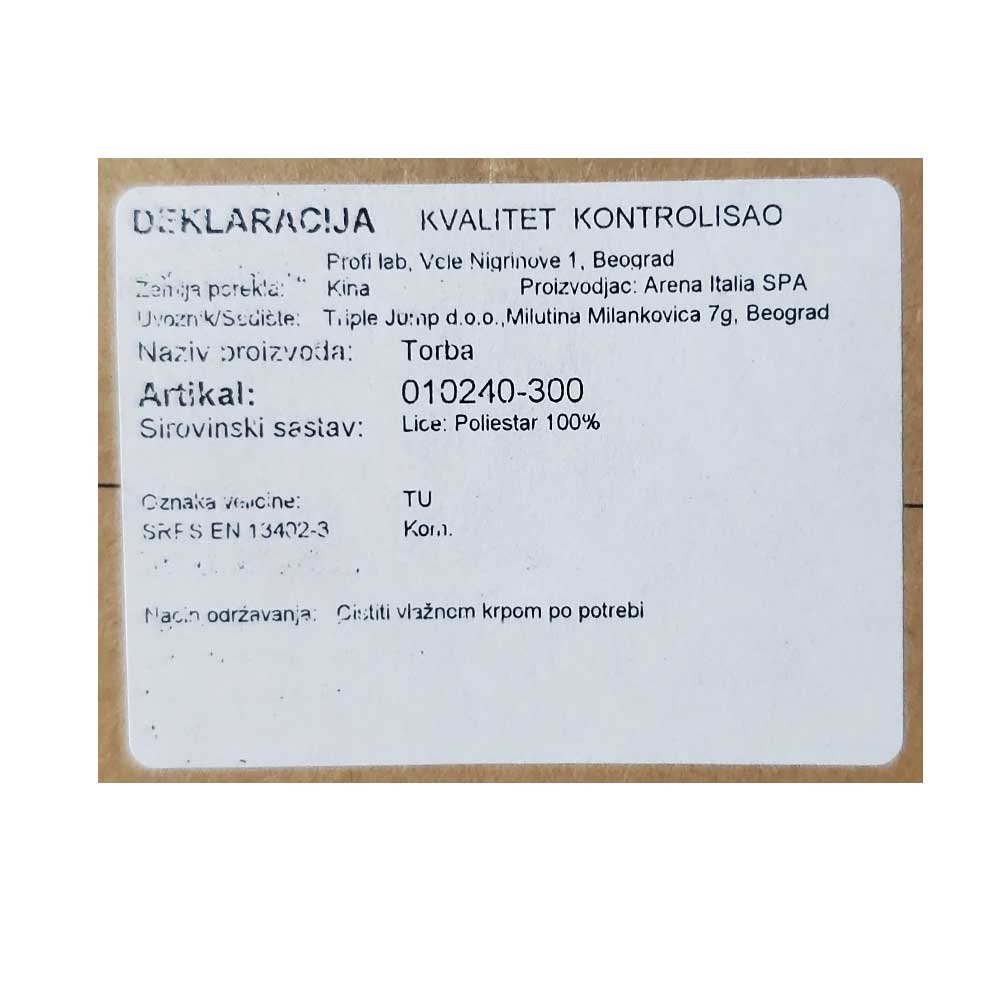 DEKLARACIJA KVALITET KONTROLISAO
Profi lab, Vele Nigrinove 1, Beograd
Zemlja porekla: Kina Proizvodjac: Arena Italia SPA
Uvoznik/Sedište: Triple Jump d.o.o.,Milutina Milankovica 7g, Beograd
Naziv proizvoda: Torba
Artikal: 010240-300
Sirovinski sastav: Lice: Poliestar 100%
Oznaka velicine: TU
SRPS EN 13402-3 Kom.
Nacin održavanja: Cistiti vlažnom krpom po potrebi